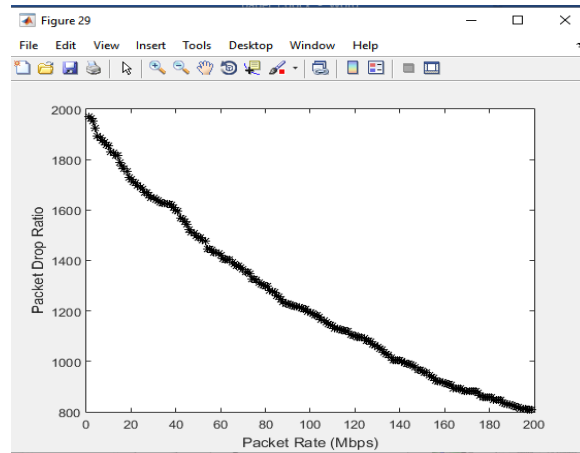 Figure 29
File Edit View Insert Tools Desktop Window Help
2000
1800
1600
1400
1200
1000
800
Packet Drop Ratio
0 20 40 60 80 100 120 140 160 180 200
Packet Rate (Mbps)